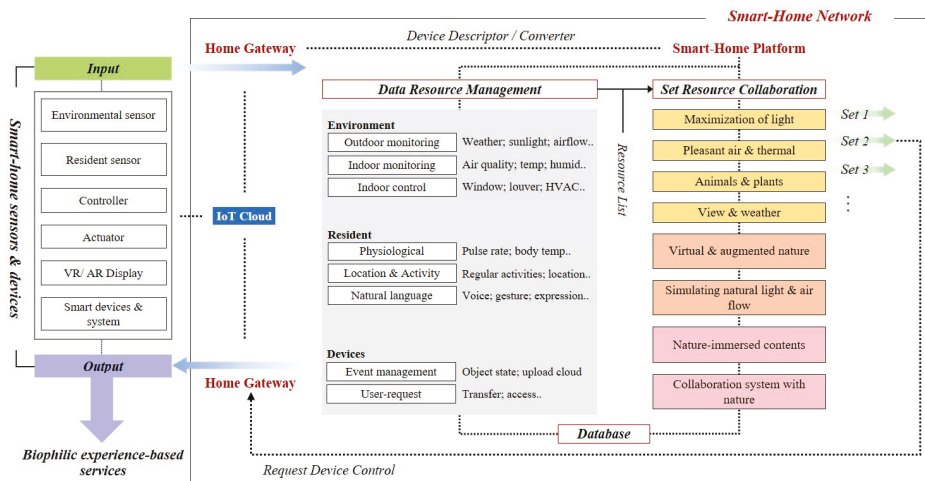 Smart-Home Network
Device Descriptor / Converter
Home Gateway
Smart-Home Platform
Input
Data Resource Management
Set Resource Collaboration
Smart-home sensors & devices
Environmental sensor
Resident sensor
Controller
Actuator
VR/ AR Display
Smart devices &
system
Output
Biophilic experience-based
services
IoT Cloud
Home Gateway
Environment
Outdoor monitoring Weather; sunlight; airflow..
Indoor monitoring Air quality; temp; humid..
Indoor control Window; louver; HVAC..
Resident
Physiological Pulse rate; body temp..
Location & Activity Regular activities; location..
Natural language Voice; gesture; expression..
Devices
Event management Object state; upload cloud
User-request Transfer; access..
Resource List
Maximization of light
Pleasant air & thermal
Animals & plants
View & weather
Virtual & augmented nature
Simulating natural light & air
flow
Nature-immersed contents
Collaboration system with
nature
Set 1
Set 2
Set 3
Database
Request Device Control